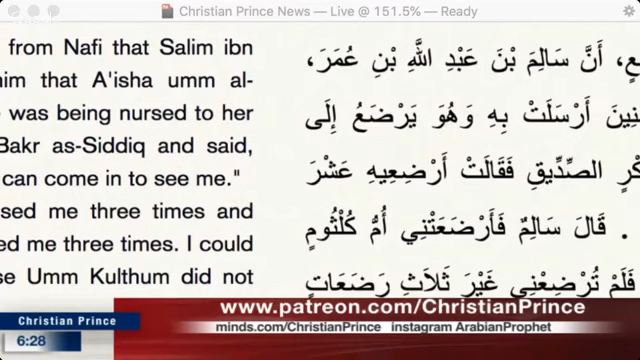 Christian Prince News — Live @ 151.5% — Ready
from Nafi that Salim ibn
him that A'isha umm al-
was being nursed to her
Bakr as-Siddiq and said,
can come in to see me."
sed me three times and
ed me three times. I could
se Umm Kulthum did not
عٍ، أَنَّ سَالِمَ بْنَ عَبْدِ اللَّهِ بْنِ عُمَرَ،
نِينَ أَرْسَلَتْ بِهِ وَهُوَ يَرْضَعُ إِلَى
كْرٍ الصِّدِّيقِ فَقَالَتْ أَرْضِعِيهِ عَشْرَ
. قَالَ سَالِمٌ فَأَرْضَعَتْنِي أُمُّ كُلْثُومٍ
فَلَمْ تُرْضِعْنِي غَيْرَ ثَلاَثِ رَضَعَاتٍ
www.patreon.com/ChristianPrince
Christian Prince
minds.com/ChristianPrince instagram ArabianProphet
6:28